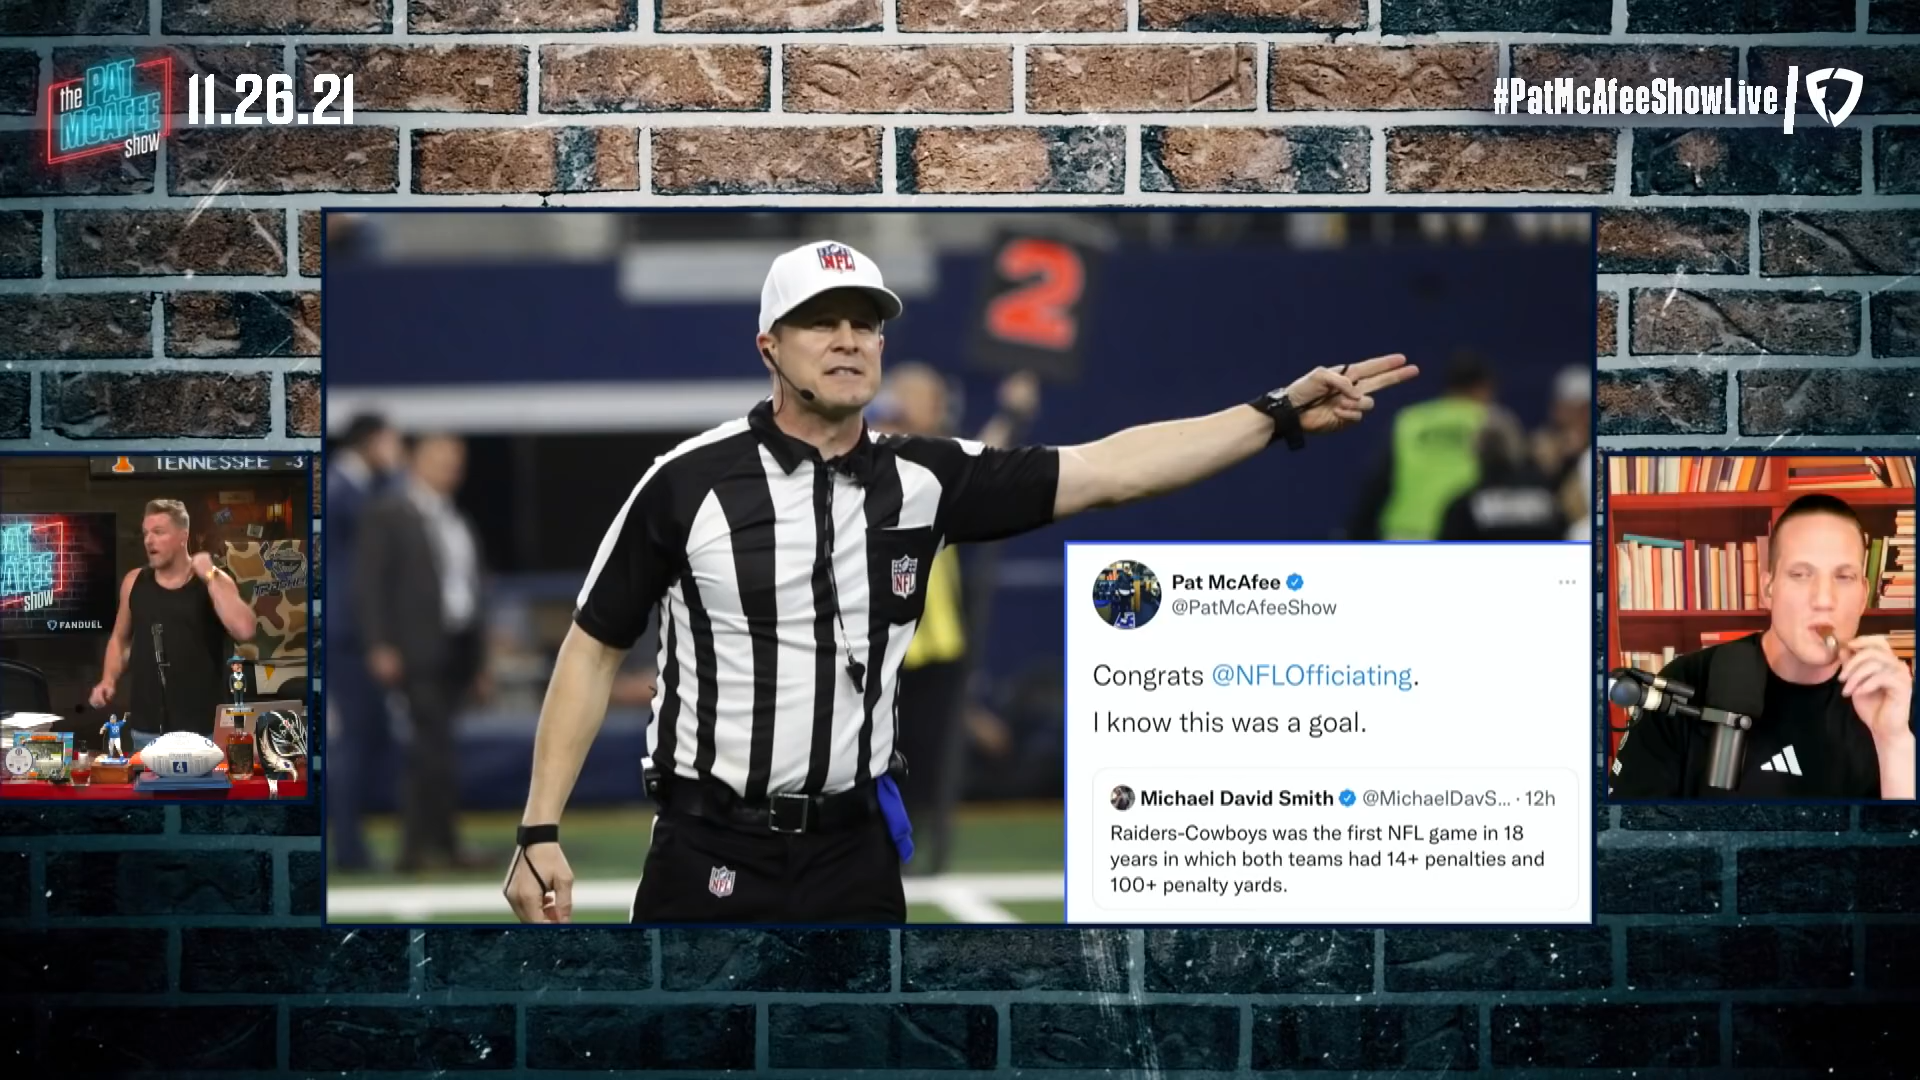 the PAT
MCAFEE
show
11.26.21
#PatMcAfeeShowLive
NFL
2
NFL
NFL
TENNESSEE -3
show
FANDUEL
4
Pat McAfee
@PatMcAfeeShow
Congrats @NFLOfficiating.
I know this was a goal.
Michael David Smith @MichaelDavS... · 12h
Raiders-Cowboys was the first NFL game in 18
years in which both teams had 14+ penalties and
100+ penalty yards.